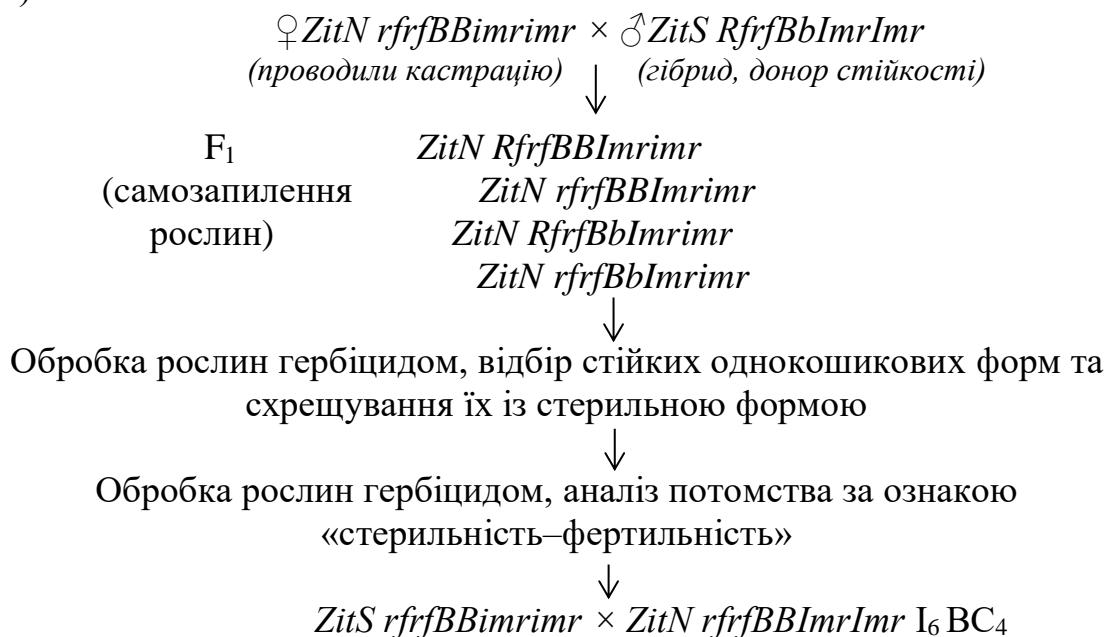 )
♀ZitN rfrfBBimrimr × ♂ZitS RfrfBbImrImr
(проводили кастрацію) (гібрид, донор стійкості)
F₁ ZitN RfrfBBImrimr
(самозапилення ZitN rfrfBBImrimr
рослин) ZitN RfrfBbImrimr
ZitN rfrfBbImrimr
Обробка рослин гербіцидом, відбір стійких однокошикових форм та
схрещування їх із стерильною формою
Обробка рослин гербіцидом, аналіз потомства за ознакою
«стерильність–фертильність»
ZitS rfrfBBimrimr × ZitN rfrfBBImrImr I₆ BC₄